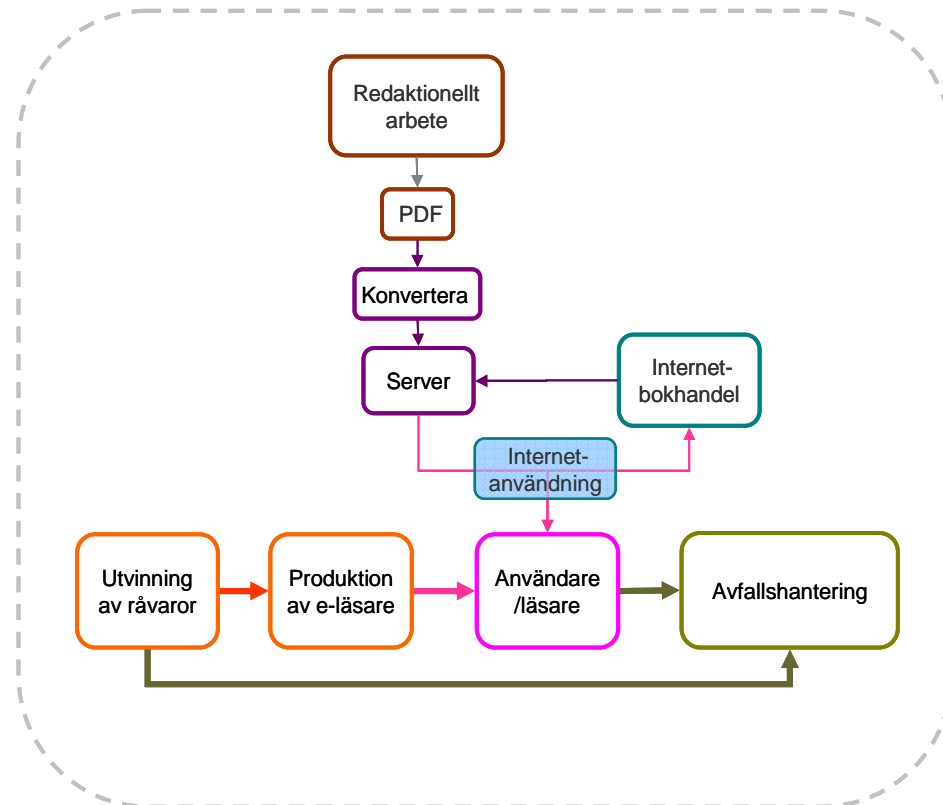 Redaktionellt
arbete
PDF
Konvertera
Server
Internet-
bokhandel
Internet-
användning
Utvinning
av råvaror
Produktion
av e-läsare
Användare
/läsare
Avfallshantering